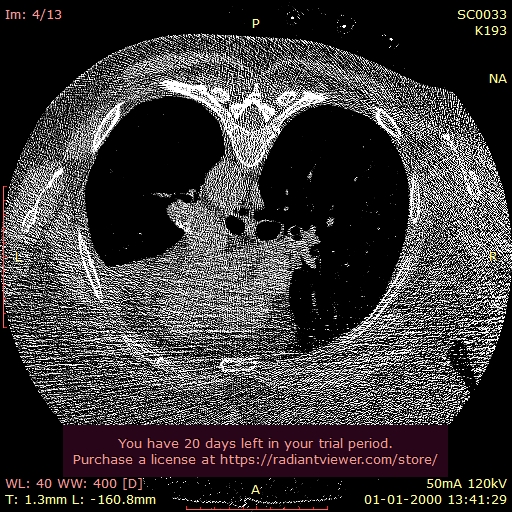 Im: 4/13
P
SC0033
K193
NA
L
R
You have 20 days left in your trial period.
Purchase a license at https://radiantviewer.com/store/
WL: 40 WW: 400 [D]
T: 1.3mm L: -160.8mm
A
50mA 120kV
01-01-2000 13:41:29